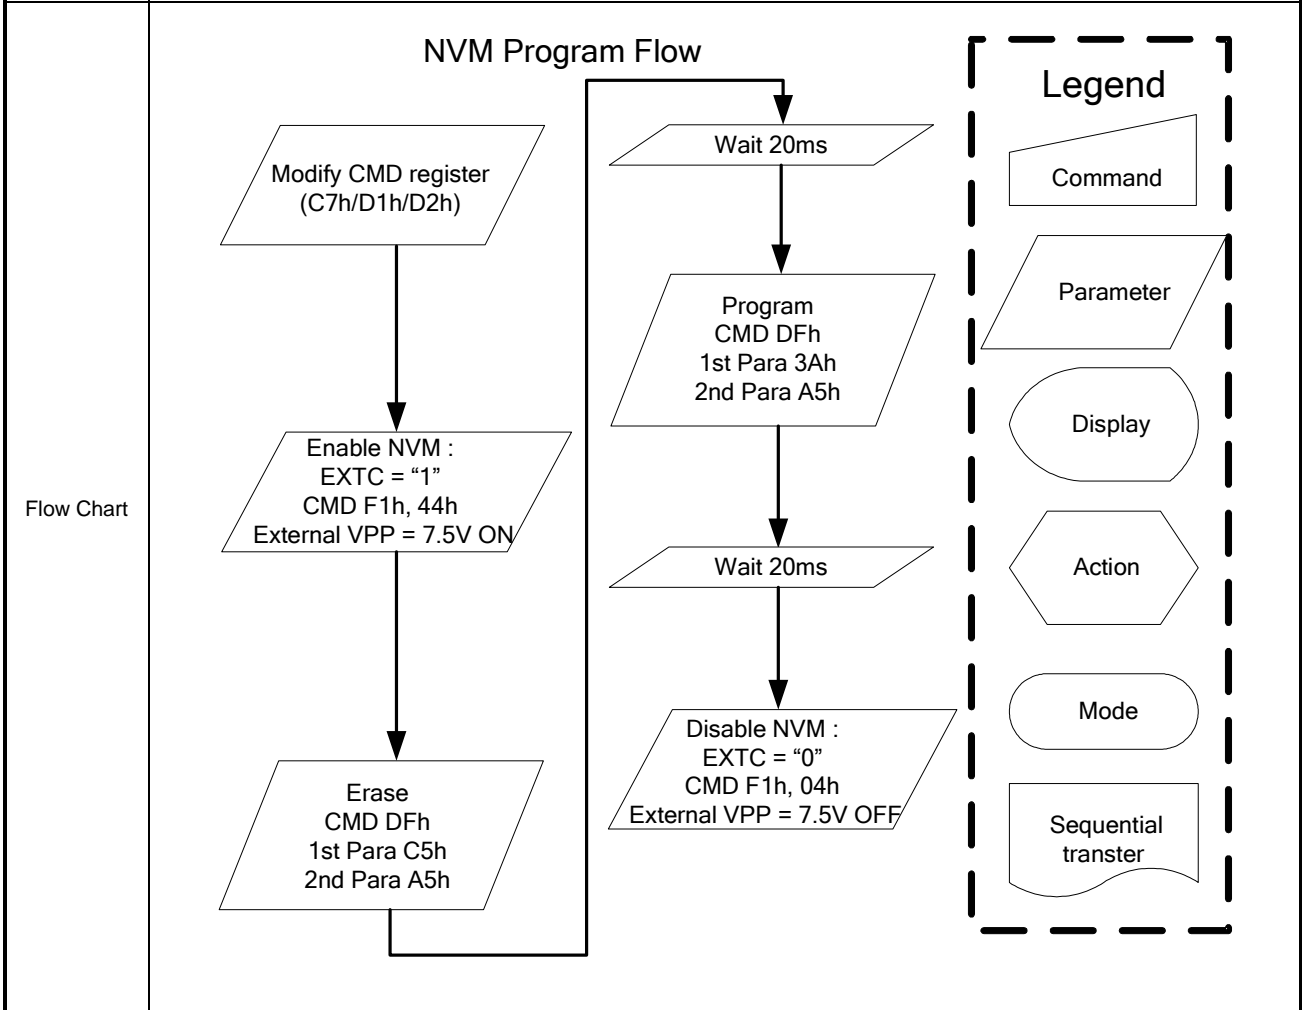 Flow Chart
NVM Program Flow
Modify CMD register
(C7h/D1h/D2h)
Enable NVM :
EXTC = “1”
CMD F1h, 44h
External VPP = 7.5V ON
Erase
CMD DFh
1st Para C5h
2nd Para A5h
Wait 20ms
Program
CMD DFh
1st Para 3Ah
2nd Para A5h
Wait 20ms
Disable NVM :
EXTC = “0”
CMD F1h, 04h
External VPP = 7.5V OFF
Legend
Command
Parameter
Display
Action
Mode
Sequential
transter